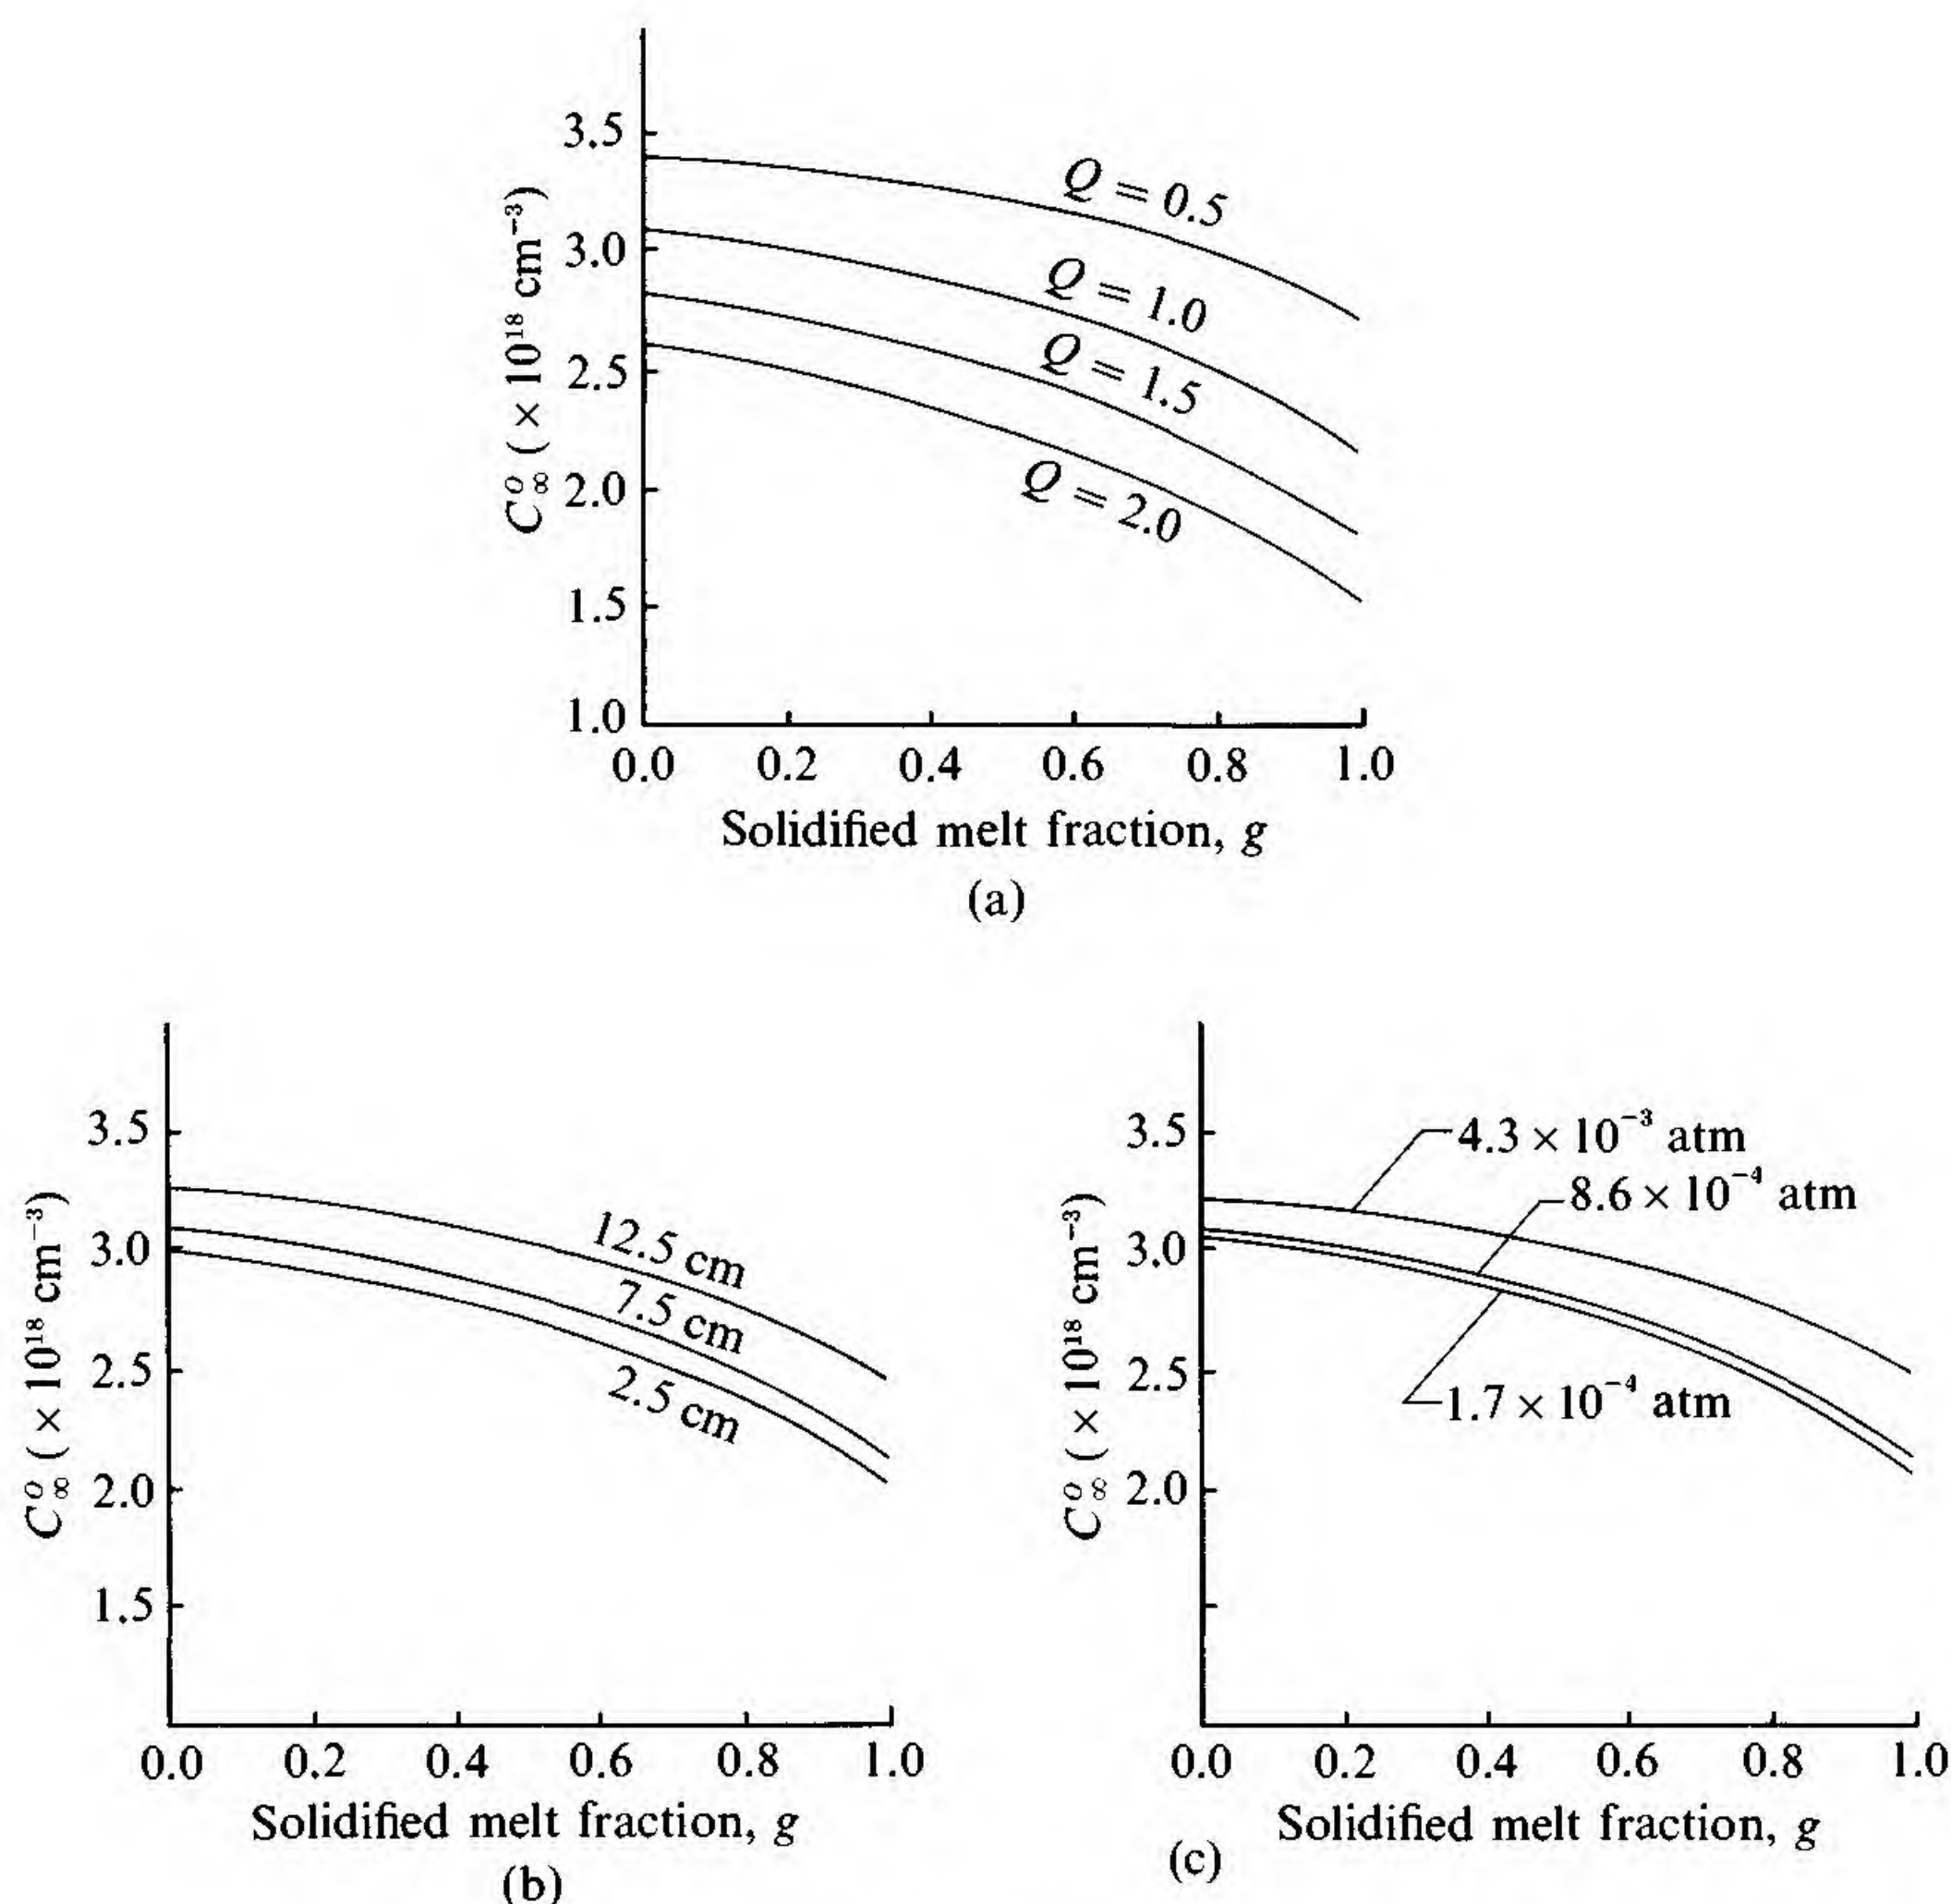 3.5
3.0
2.5
2.0
1.5
1.0
C∞ᵒ (× 10¹⁸ cm⁻³)
Q = 0.5
Q = 1.0
Q = 1.5
Q = 2.0
0.0 0.2 0.4 0.6 0.8 1.0
Solidified melt fraction, g
(a)
3.5
3.0
2.5
2.0
1.5
C∞ᵒ (× 10¹⁸ cm⁻³)
12.5 cm
7.5 cm
2.5 cm
0.0 0.2 0.4 0.6 0.8 1.0
Solidified melt fraction, g
(b)
3.5
3.0
2.5
2.0
C∞ᵒ (× 10¹⁸ cm⁻³)
4.3 × 10⁻³ atm
8.6 × 10⁻⁴ atm
1.7 × 10⁻⁴ atm
0.0 0.2 0.4 0.6 0.8 1.0
Solidified melt fraction, g
(c)